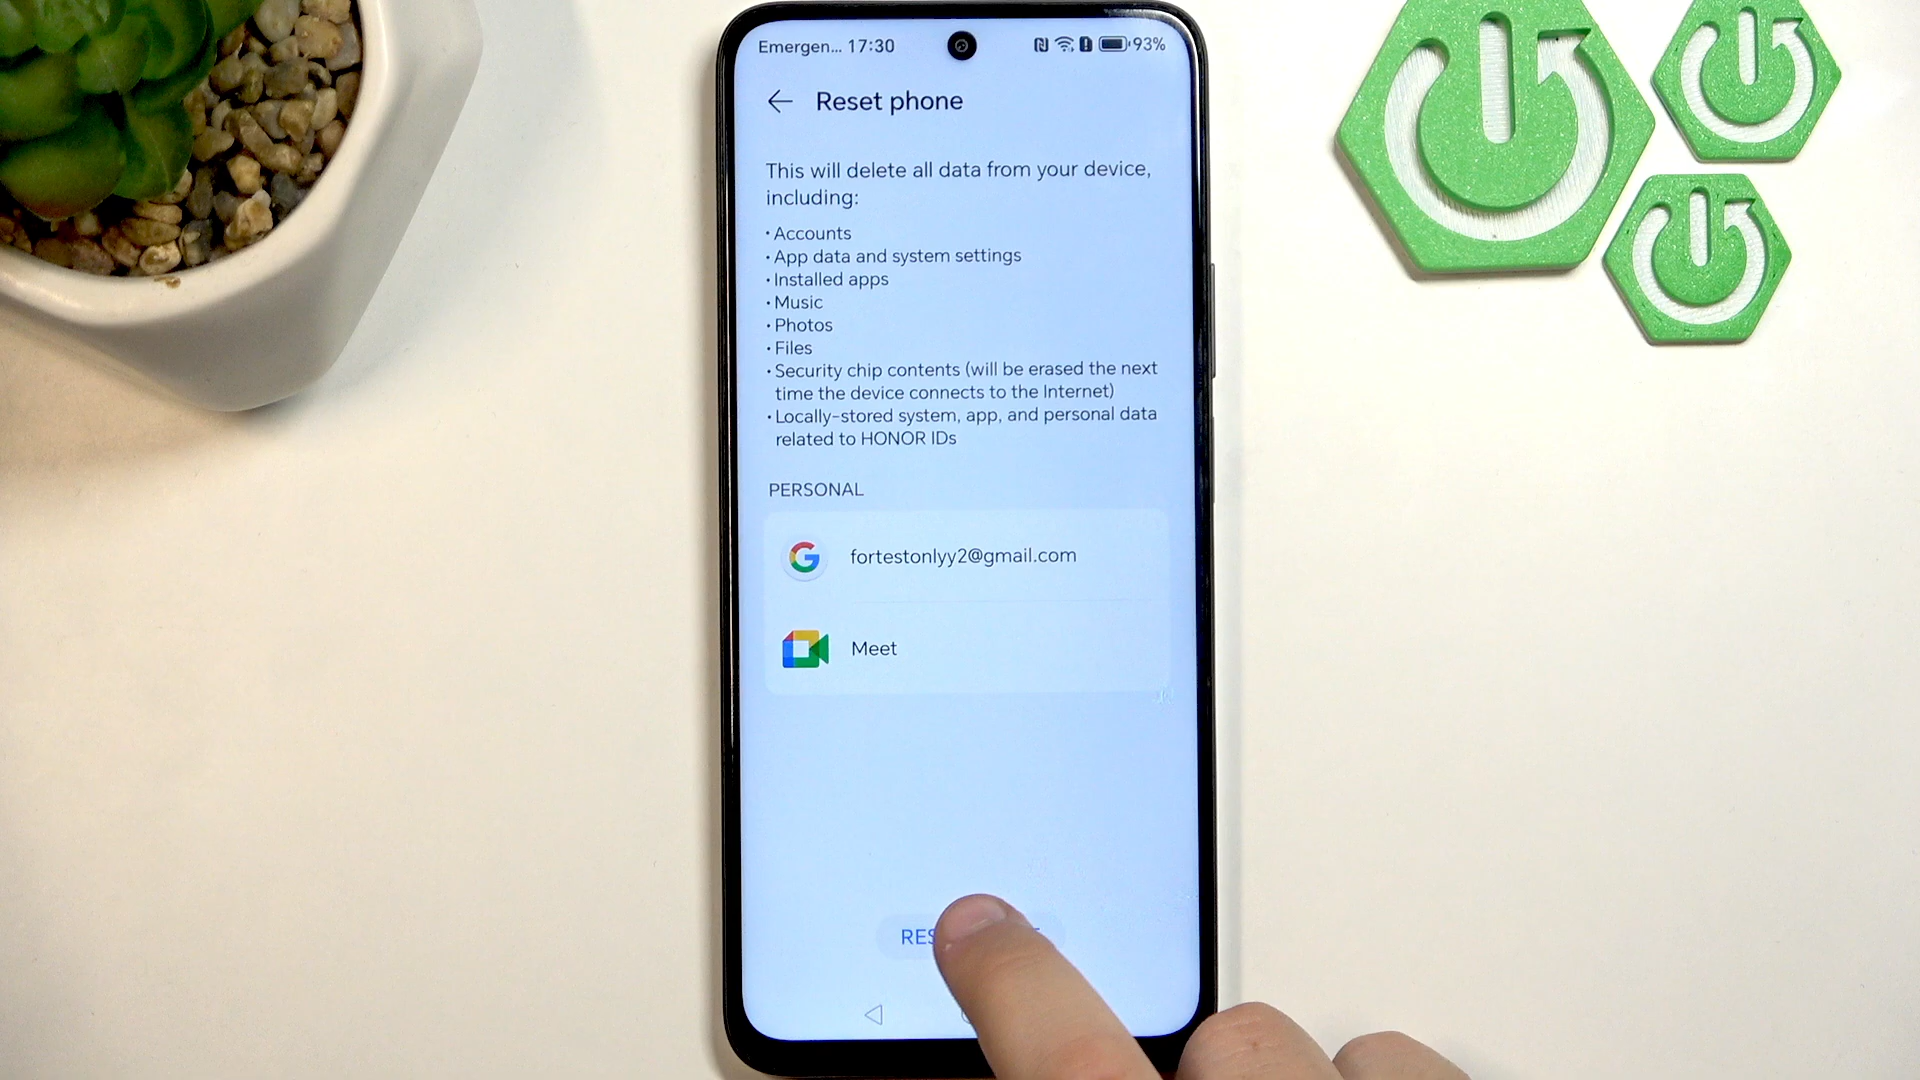 Emergen... 17:30
93%
Reset phone
This will delete all data from your device,
including:
• Accounts
• App data and system settings
• Installed apps
• Music
• Photos
• Files
• Security chip contents (will be erased the next
time the device connects to the Internet)
• Locally-stored system, app, and personal data
related to HONOR IDs
PERSONAL
fortestonlyy2@gmail.com
Meet